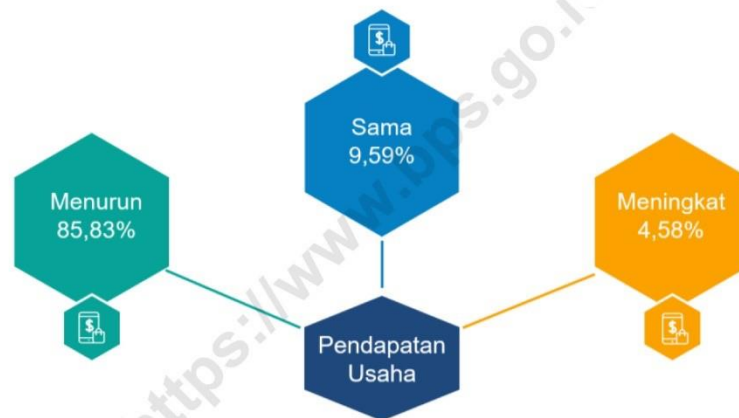 Sama
9,59%
Menurun
85,83%
Meningkat
4,58%
Pendapatan
Usaha
$
$
$
https://www.bps.go.i